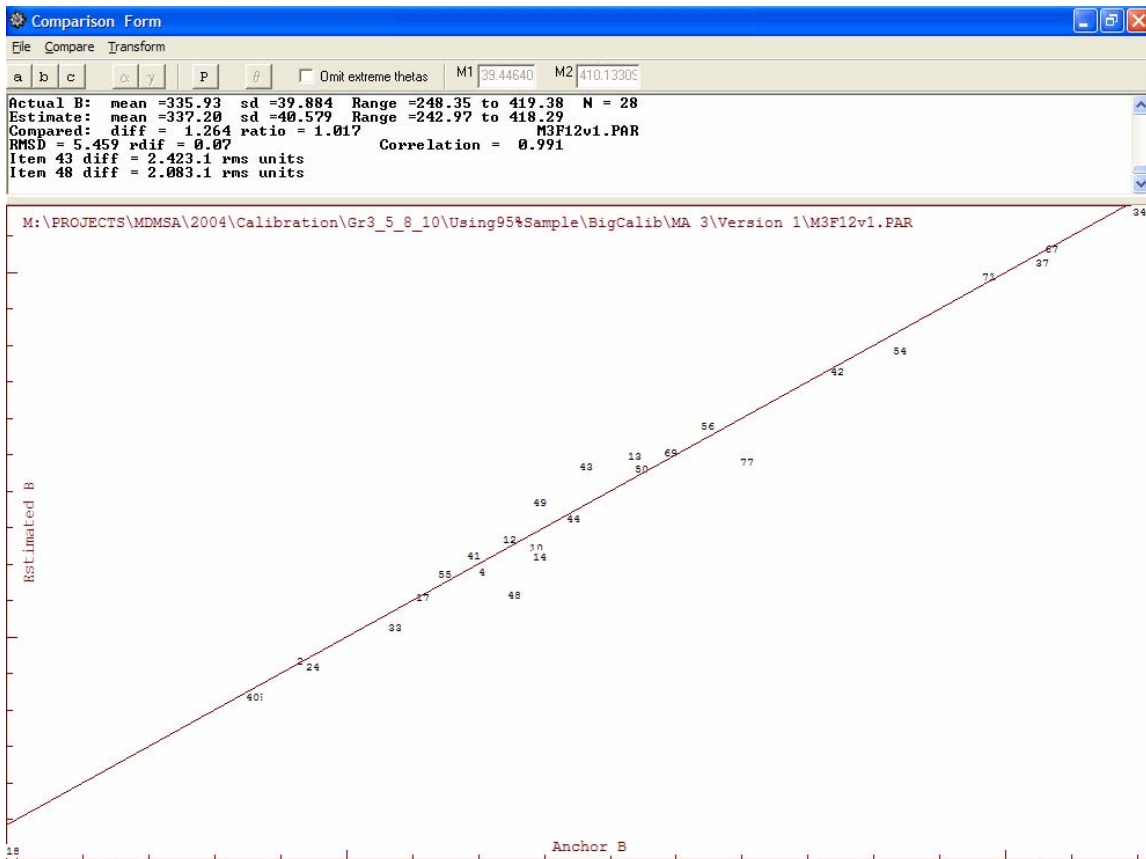 Comparison Form
File Compare Transform
a b c α γ P θ Omit extreme thetas M1 39.44640 M2 410.13309
Actual B: mean =335.93 sd =39.884 Range =248.35 to 419.38 N = 28
Estimate: mean =337.20 sd =40.579 Range =242.97 to 418.29
Compared: diff = 1.264 ratio = 1.017 M3F12v1.PAR
RMSD = 5.459 rdif = 0.07 Correlation = 0.991
Item 43 diff = 2.423.1 rms units
Item 48 diff = 2.083.1 rms units
M:\PROJECTS\MDMSA\2004\Calibration\Gr3_5_8_10\Using95%Sample\BigCalib\MA 3\Version 1\M3F12v1.PAR
34
67
37
71
54
42
56
13
69
43
50
77
49
44
12
10
41
14
55
4
48
17
33
2
24
40
Estimated B
18
Anchor B